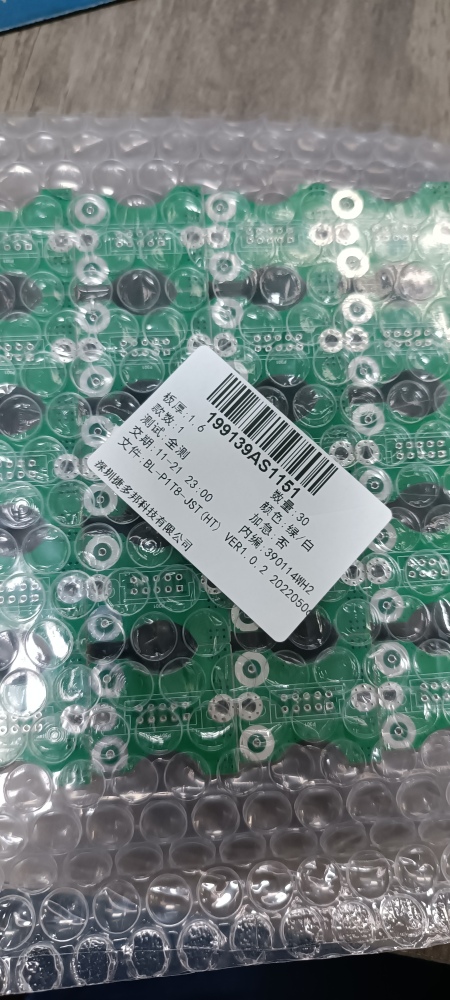 199139AS1151
板厚:1.6
款数:1 数量:30
测试:全测 颜色:绿/白
交期:11-21 23:00 加急:否
文件:BL-P1T8-JST(HT) VER1.0.2 2022050
内编:390114WH2
深圳捷多邦科技有限公司